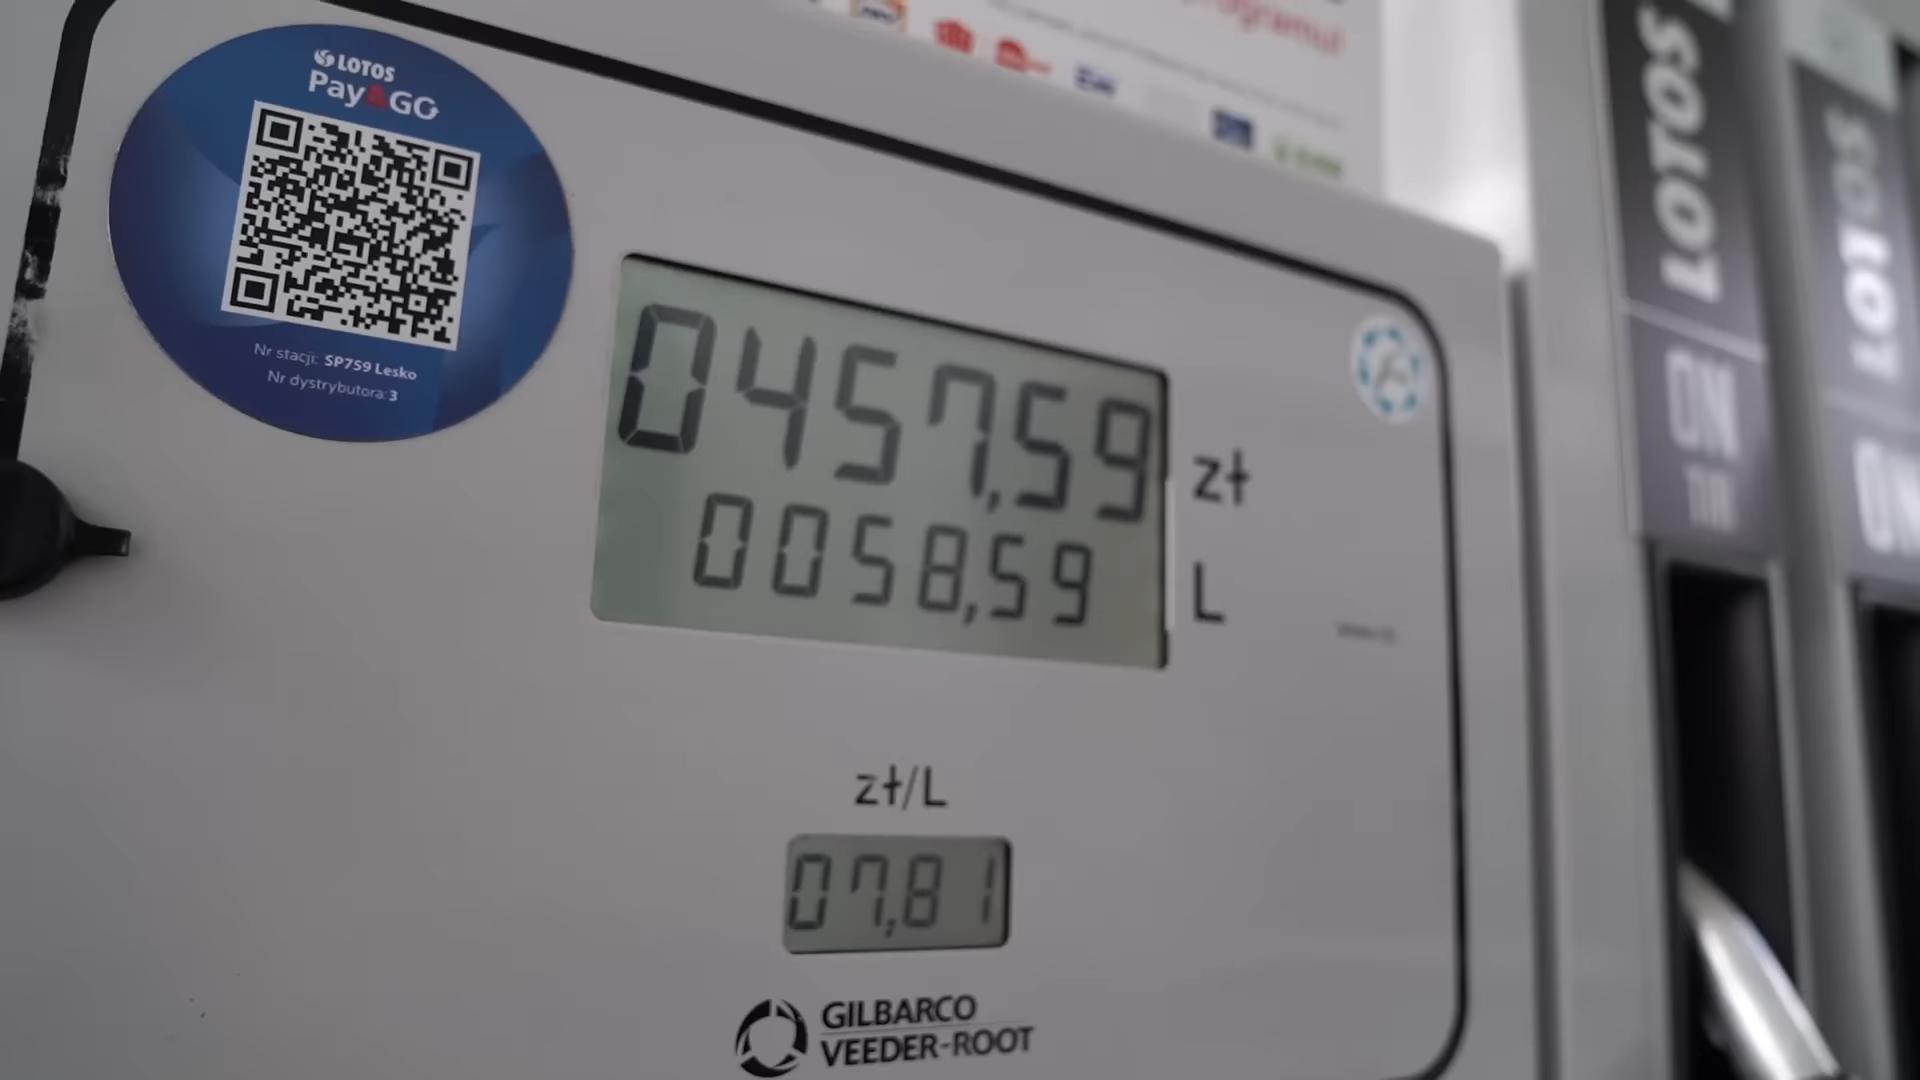 LOTOS
Pay&GO
Nr stacji: SP759 Lesko
Nr dystrybutora: 3
0457,59 zł
0058,59 L
zł/L
07,81
GILBARCO
VEEDER-ROOT
programu!
LOTOS
ON
LOTOS
ON